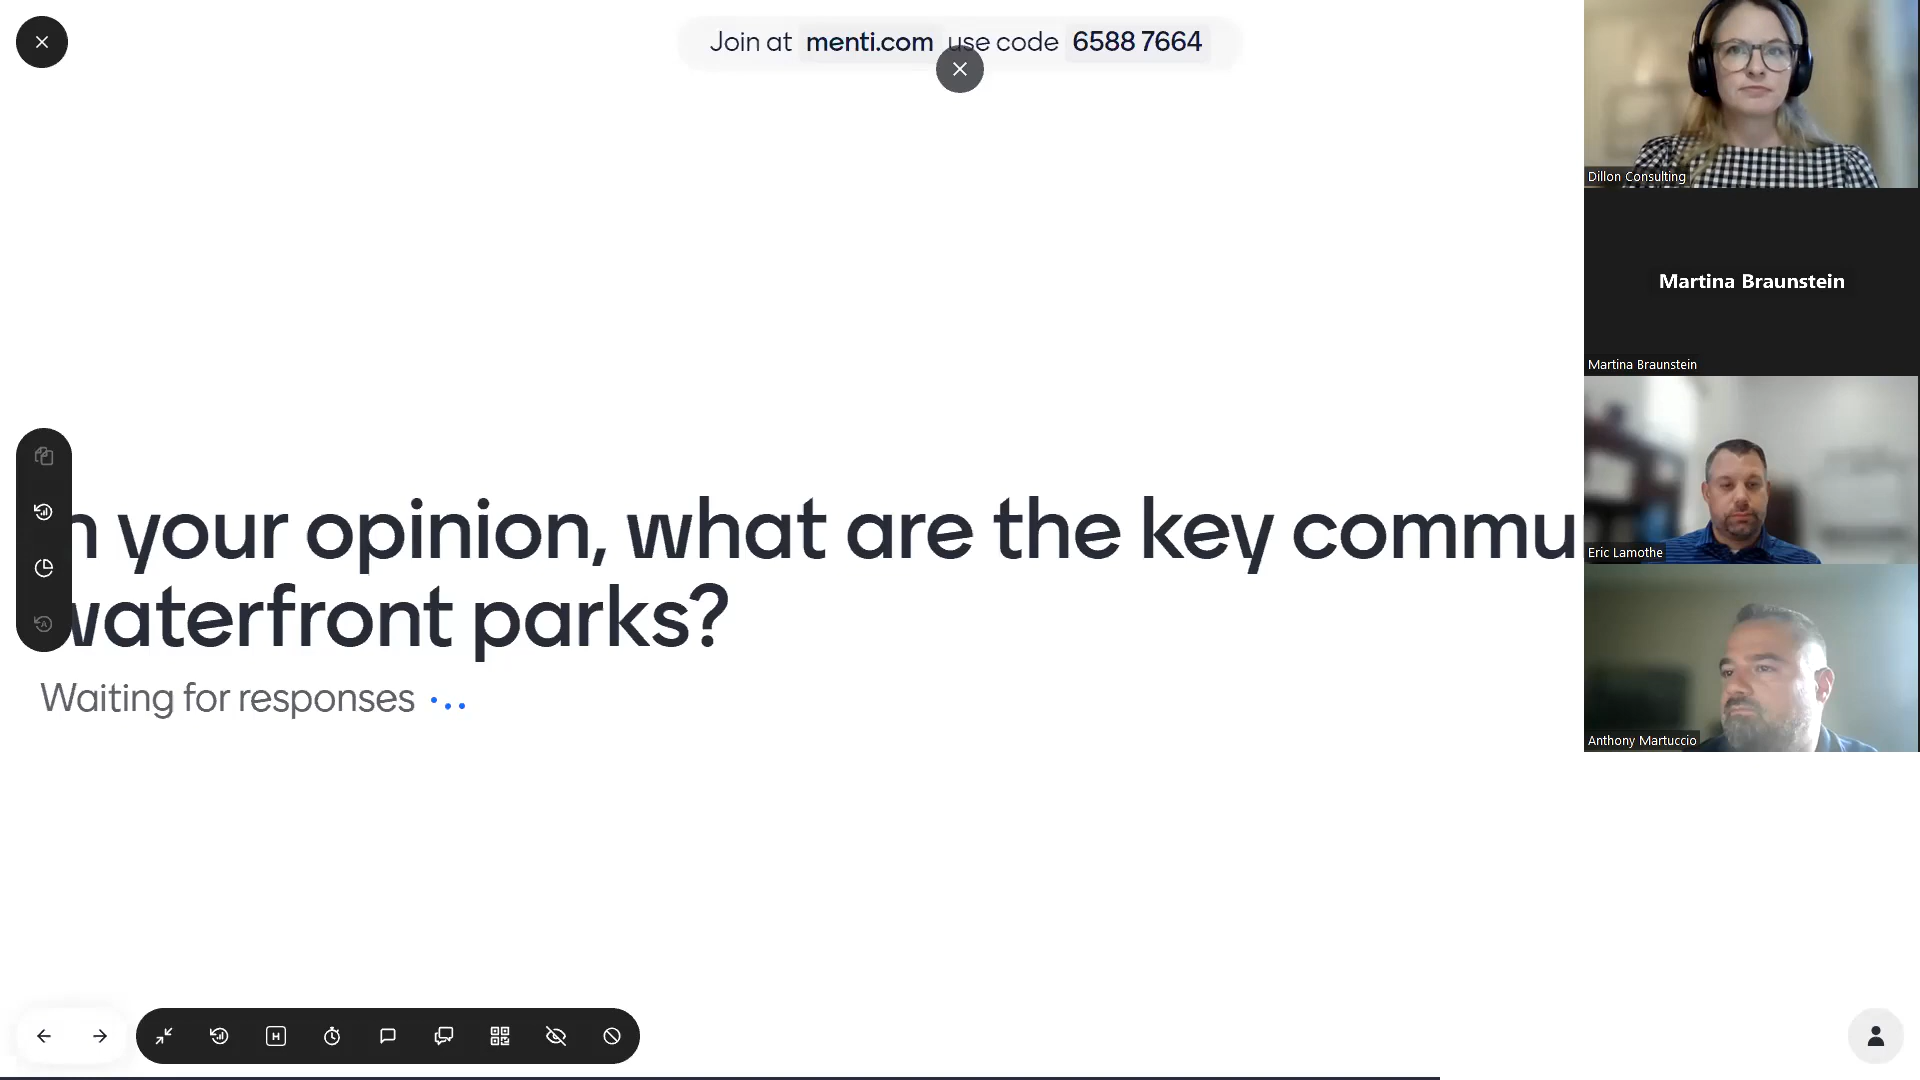 Join at menti.com use code 6588 7664
n your opinion, what are the key commu
waterfront parks?
Waiting for responses
Dillon Consulting
Martina Braunstein
Martina Braunstein
Eric Lamothe
Anthony Martuccio